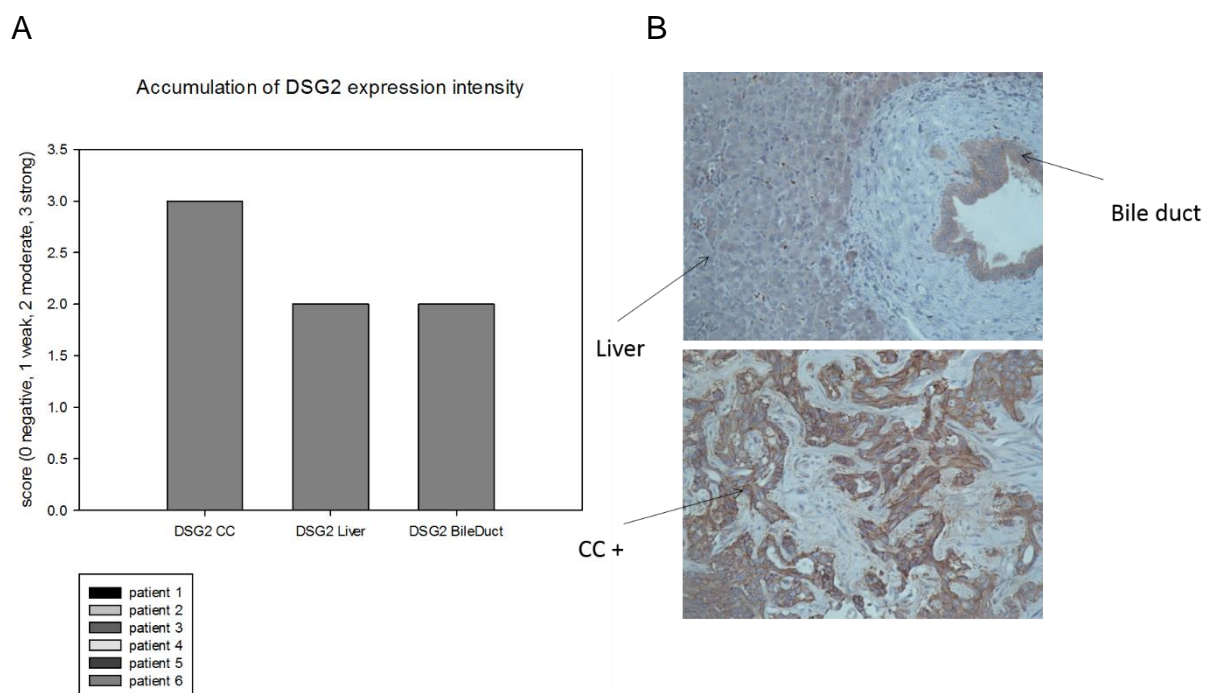 A
B
Accumulation of DSG2 expression intensity
score (0 negative, 1 weak, 2 moderate, 3 strong)
3.5
3.0
2.5
2.0
1.5
1.0
0.5
0.0
DSG2 CC
DSG2 Liver
DSG2 BileDuct
patient 1
patient 2
patient 3
patient 4
patient 5
patient 6
Bile duct
Liver
CC +